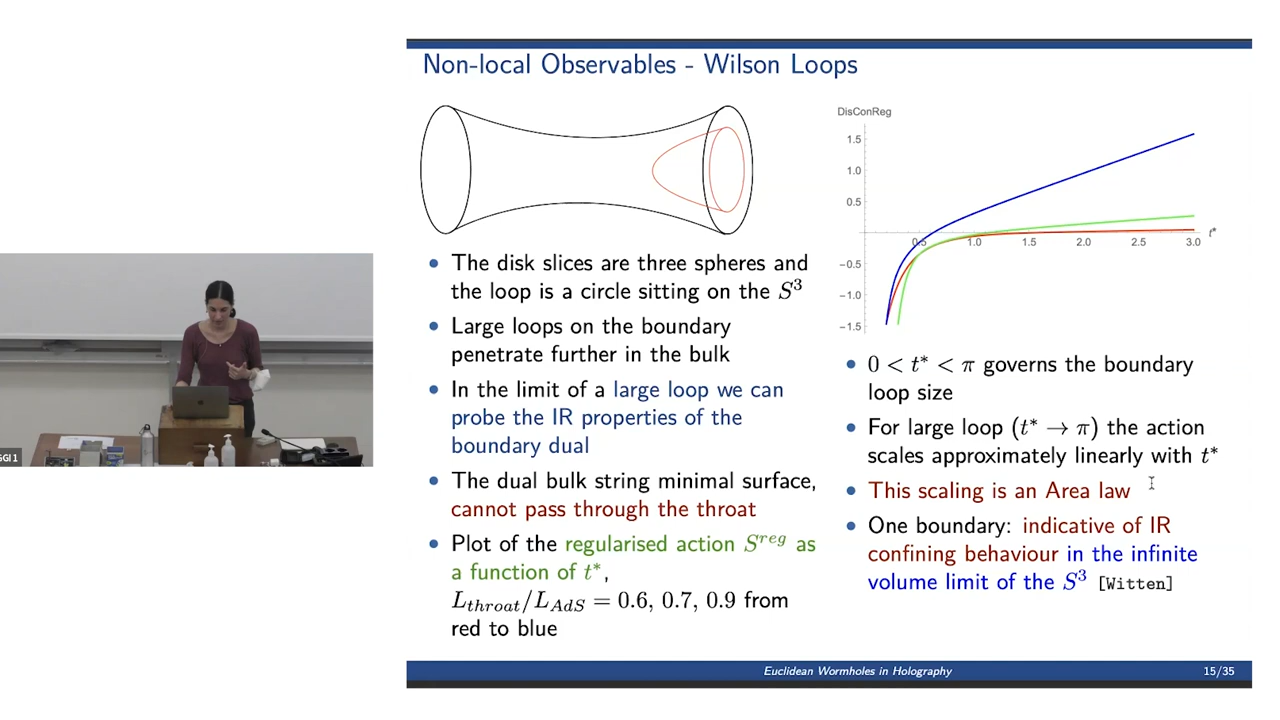 Non-local Observables - Wilson Loops
The disk slices are three spheres and
the loop is a circle sitting on the S³
Large loops on the boundary
penetrate further in the bulk
In the limit of a large loop we can
probe the IR properties of the
boundary dual
The dual bulk string minimal surface,
cannot pass through the throat
Plot of the regularised action S^{reg} as
a function of t*,
L_{throat}/L_{AdS} = 0.6, 0.7, 0.9 from
red to blue
DisConReg
1.5
1.0
0.5
-0.5
-1.0
-1.5
0.5 1.0 1.5 2.0 2.5 3.0
t*
0 < t* < π governs the boundary
loop size
For large loop (t* → π) the action
scales approximately linearly with t*
This scaling is an Area law
One boundary: indicative of IR
confining behaviour in the infinite
volume limit of the S³ [Witten]
GGI 1
Euclidean Wormholes in Holography
15/35